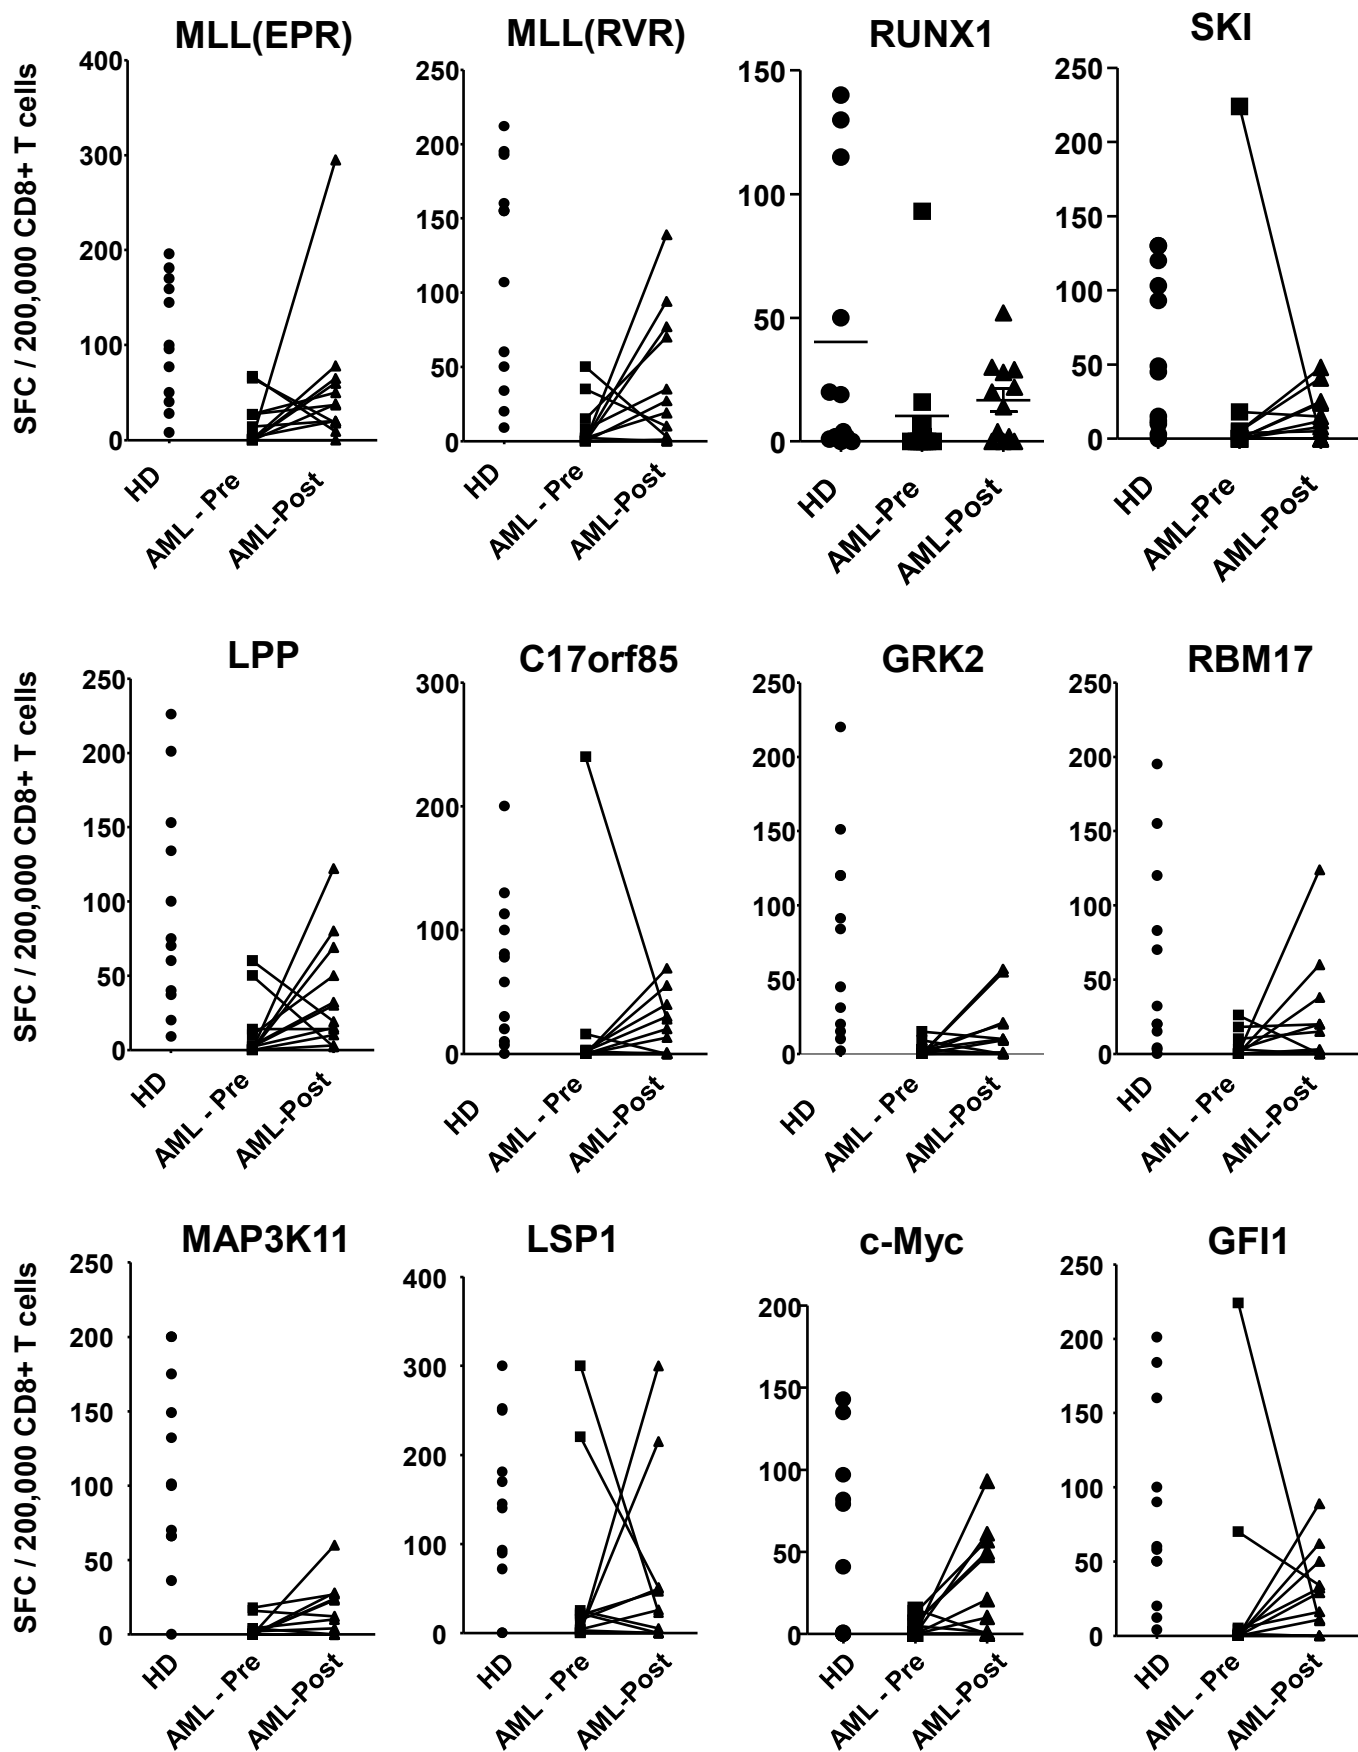 MLL(EPR)
SFC / 200,000 CD8+ T cells
400
300
200
100
0
HD
AML - Pre
AML-Post
MLL(RVR)
250
200
150
100
50
0
HD
AML - Pre
AML-Post
RUNX1
150
100
50
0
HD
AML-Pre
AML-Post
SKI
250
200
150
100
50
0
HD
AML-Pre
AML-Post
LPP
SFC / 200,000 CD8+ T cells
250
200
150
100
50
0
HD
AML - Pre
AML-Post
C17orf85
300
200
100
0
HD
AML - Pre
AML-Post
GRK2
250
200
150
100
50
0
HD
AML - Pre
AML-Post
RBM17
250
200
150
100
50
0
HD
AML - Pre
AML-Post
MAP3K11
SFC / 200,000 CD8+ T cells
250
200
150
100
50
0
HD
AML - Pre
AML-Post
LSP1
400
300
200
100
0
HD
AML - Pre
AML-Post
c-Myc
200
150
100
50
0
HD
AML - Pre
AML-Post
GFI1
250
200
150
100
50
0
HD
AML - Pre
AML-Post